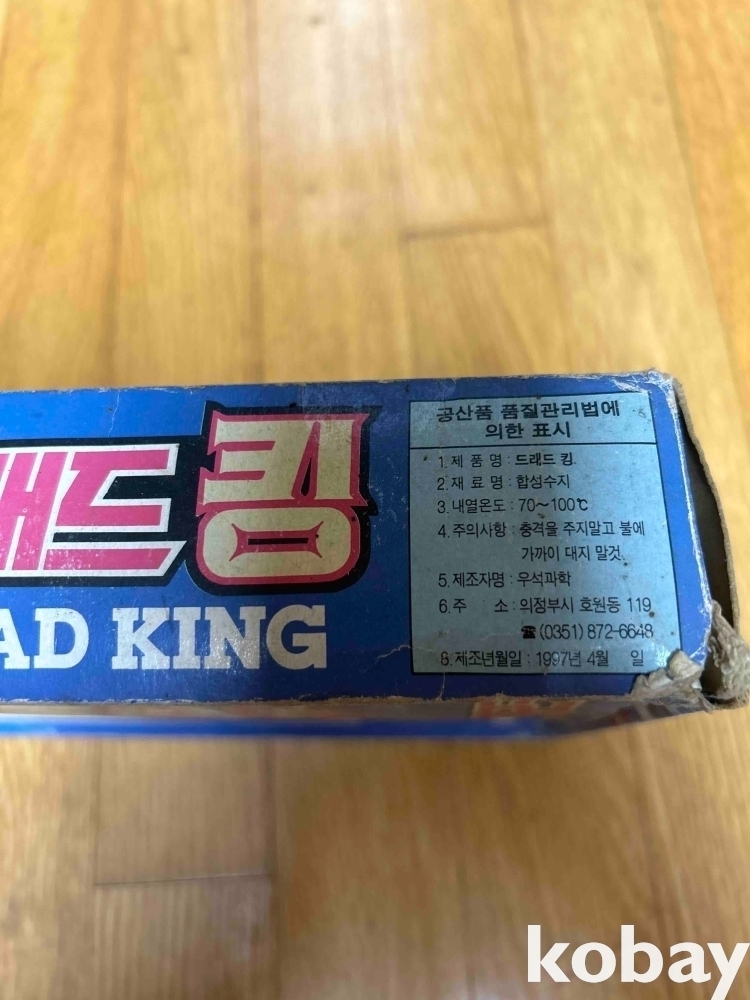 래드 킹
AD KING
공산품 품질관리법에
의한 표시
1. 제 품 명 : 드래드 킹.
2. 재 료 명 : 합성수지
3. 내열온도 : 70~100℃
4. 주의사항 : 충격을 주지말고 불에
가까이 대지 말것.
5. 제조자명 : 우석과학
6. 주 소 : 의정부시 호원동 119
☎ (0351) 872-6648
8. 제조년월일 : 1997년 4월 일
kobay